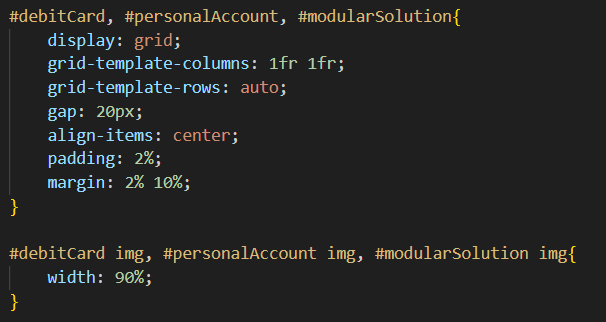 #debitCard, #personalAccount, #modularSolution{
    display: grid;
    grid-template-columns: 1fr 1fr;
    grid-template-rows: auto;
    gap: 20px;
    align-items: center;
    padding: 2%;
    margin: 2% 10%;
}

#debitCard img, #personalAccount img, #modularSolution img{
    width: 90%;
}